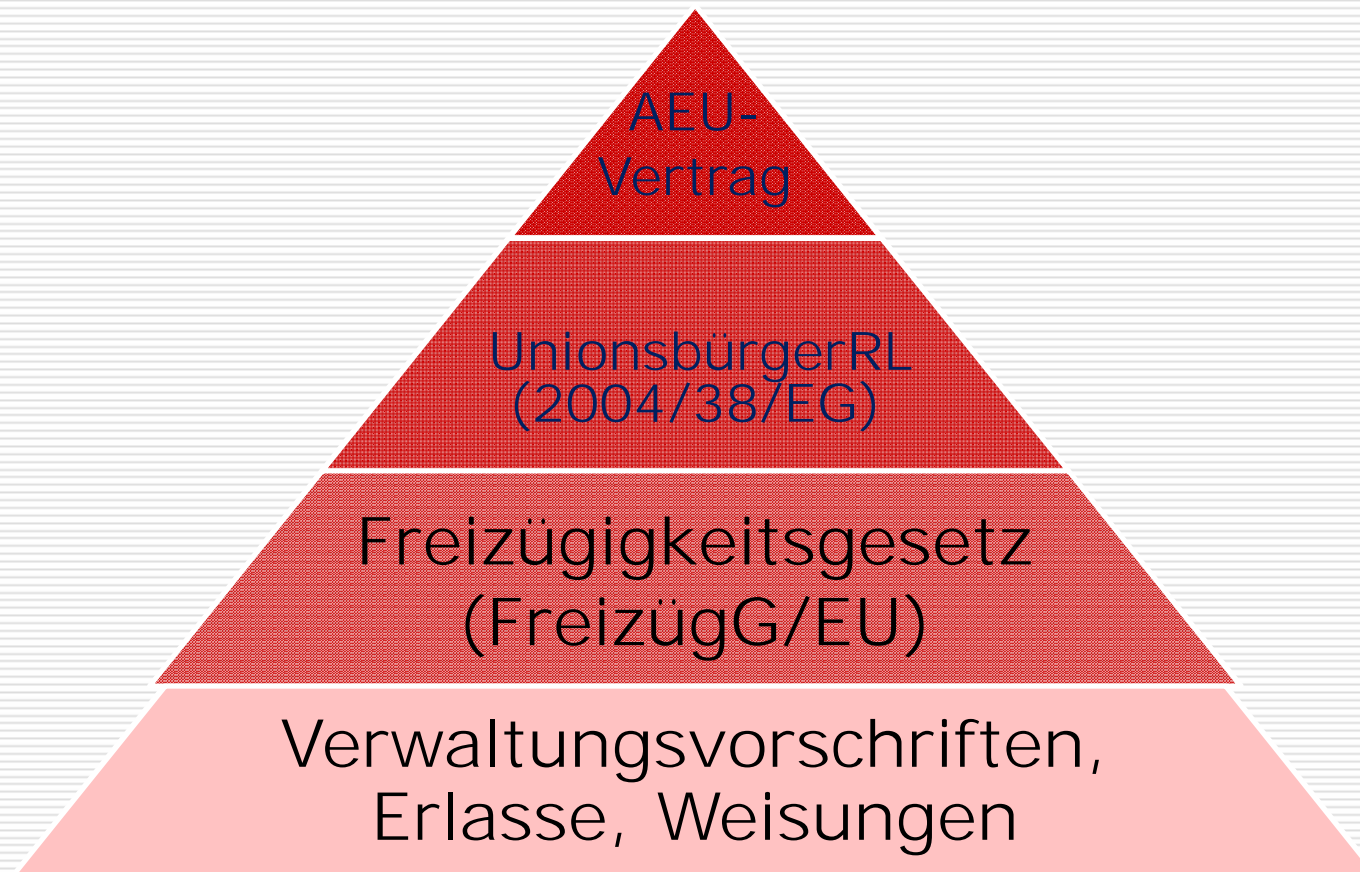 AEU-
Vertrag
UnionsbürgerRL
(2004/38/EG)
Freizügigkeitsgesetz
(FreizügG/EU)
Verwaltungsvorschriften,
Erlasse, Weisungen